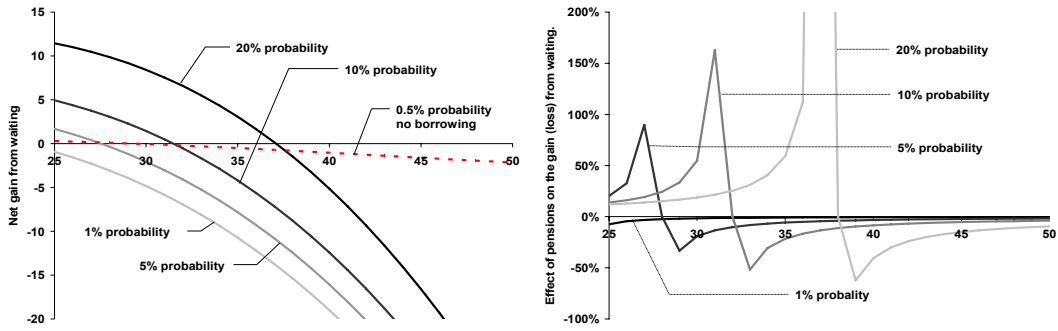 Net gain from waiting
15
10
5
0
-5
-10
-15
-20
25
30
35
40
45
50
20% probability
10% probability
0.5% probability
no borrowing
1% probability
5% probability
Effect of pensions on the gain (loss) from waiting.
200%
150%
100%
50%
0%
-50%
-100%
25
30
35
40
45
50
20% probability
10% probability
5% probability
1% probality